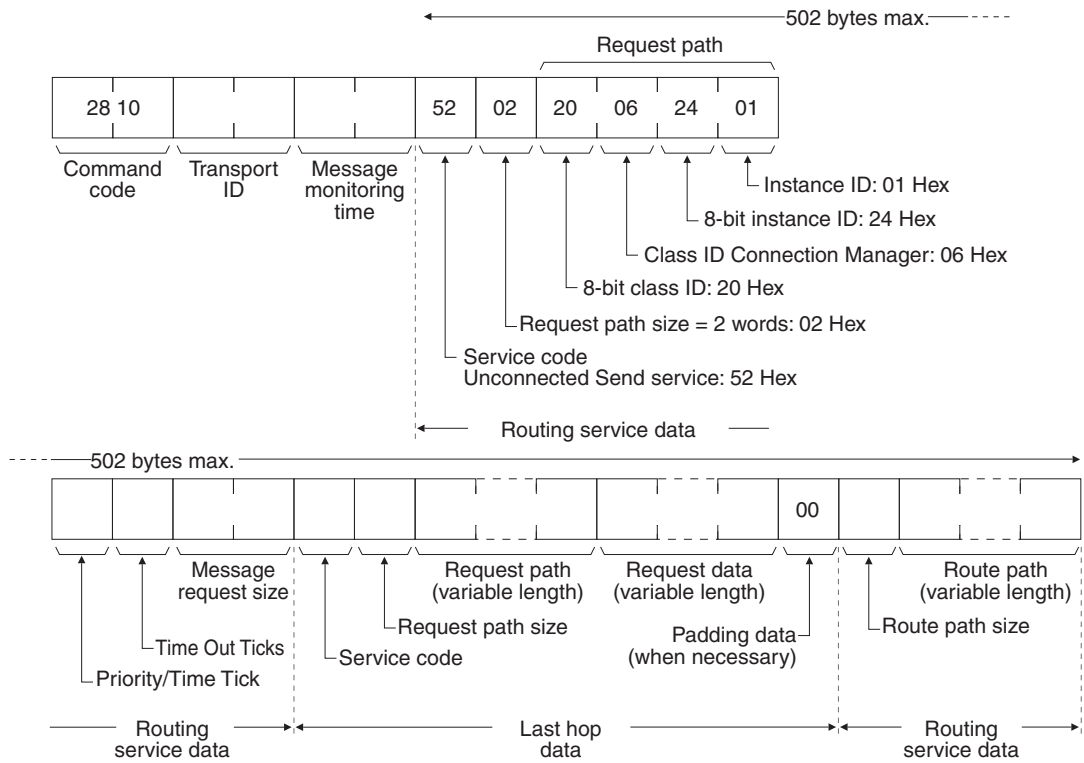 502 bytes max.
Request path
28 10 52 02 20 06 24 01
Command code
Transport ID
Message monitoring time
Instance ID: 01 Hex
8-bit instance ID: 24 Hex
Class ID Connection Manager: 06 Hex
8-bit class ID: 20 Hex
Request path size = 2 words: 02 Hex
Service code
Unconnected Send service: 52 Hex
Routing service data
502 bytes max.
00
Message request size
Request path (variable length)
Request data (variable length)
Route path (variable length)
Request path size
Padding data (when necessary)
Route path size
Time Out Ticks
Service code
Priority/Time Tick
Routing service data
Last hop data
Routing service data